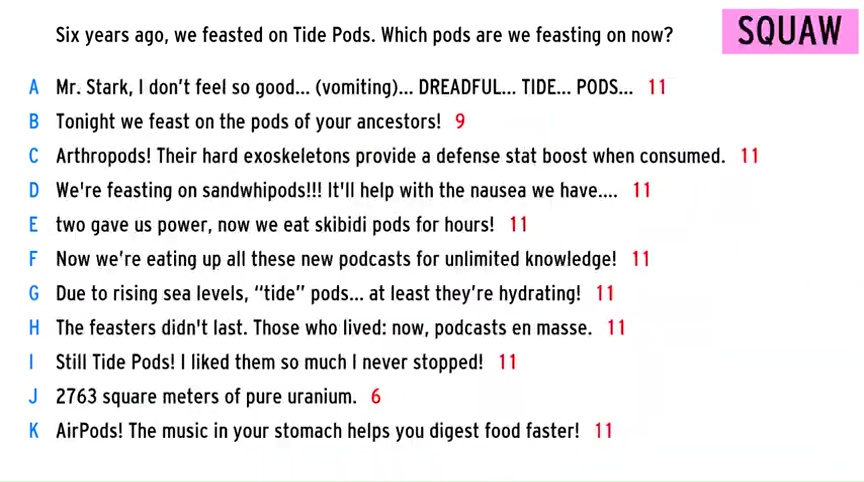 Six years ago, we feasted on Tide Pods. Which pods are we feasting on now?
SQUAW
A Mr. Stark, I don't feel so good... (vomiting)... DREADFUL... TIDE... PODS... 11
B Tonight we feast on the pods of your ancestors! 9
C Arthropods! Their hard exoskeletons provide a defense stat boost when consumed. 11
D We're feasting on sandwhipods!!! It'll help with the nausea we have.... 11
E two gave us power, now we eat skibidi pods for hours! 11
F Now we're eating up all these new podcasts for unlimited knowledge! 11
G Due to rising sea levels, “tide” pods... at least they're hydrating! 11
H The feasters didn't last. Those who lived: now, podcasts en masse. 11
I Still Tide Pods! I liked them so much I never stopped! 11
J 2763 square meters of pure uranium. 6
K AirPods! The music in your stomach helps you digest food faster! 11